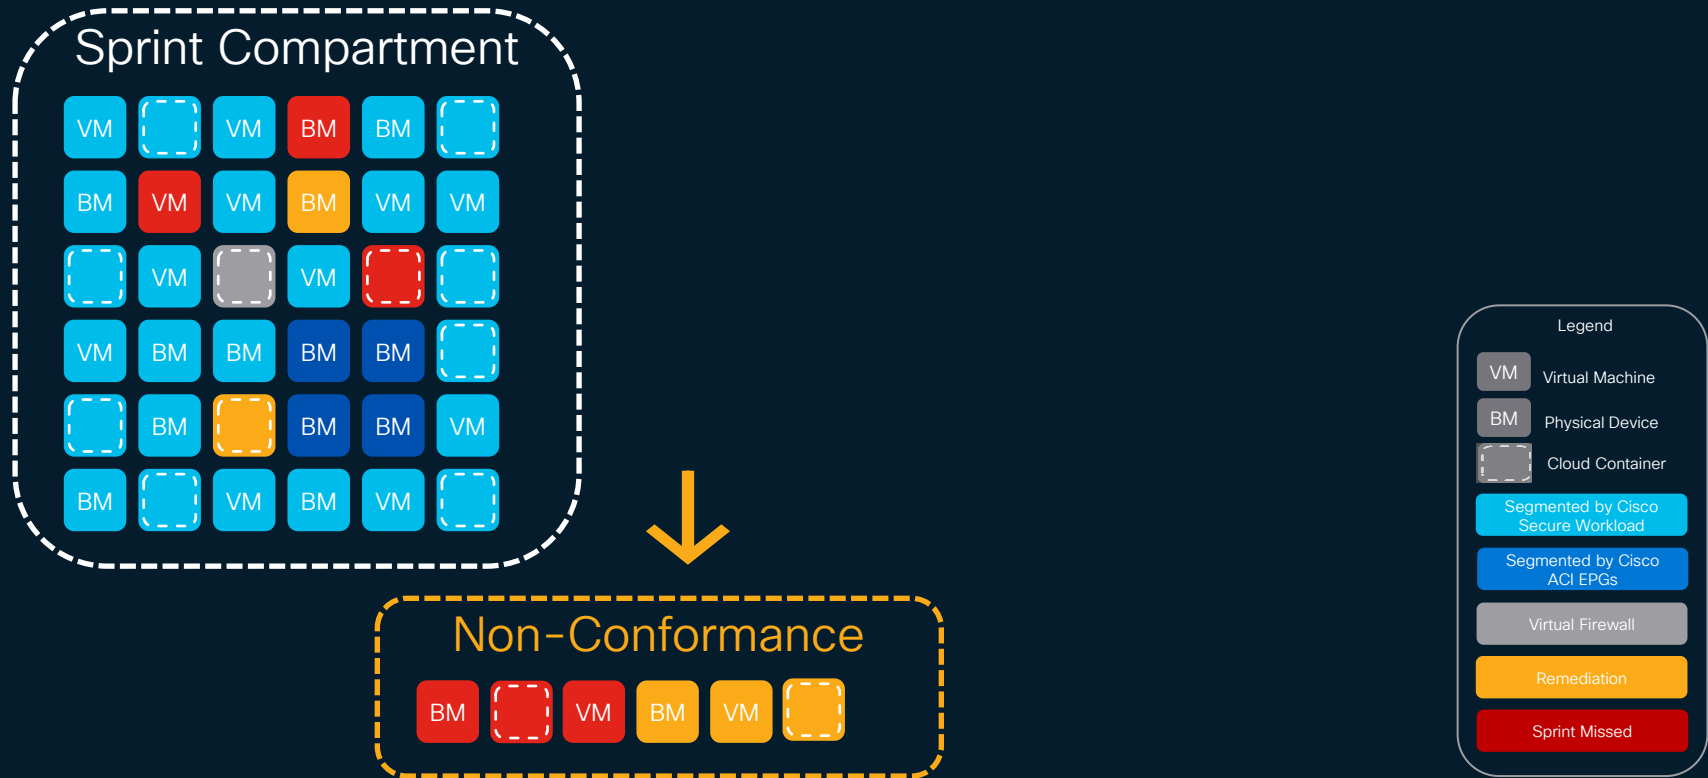 Sprint Compartment
VM VM BM BM
BM VM VM BM VM VM
VM VM
VM BM BM BM BM
BM BM BM VM
BM VM BM VM
Non-Conformance
BM VM BM VM
Legend
VM Virtual Machine
BM Physical Device
Cloud Container
Segmented by Cisco
Secure Workload
Segmented by Cisco
ACI EPGs
Virtual Firewall
Remediation
Sprint Missed